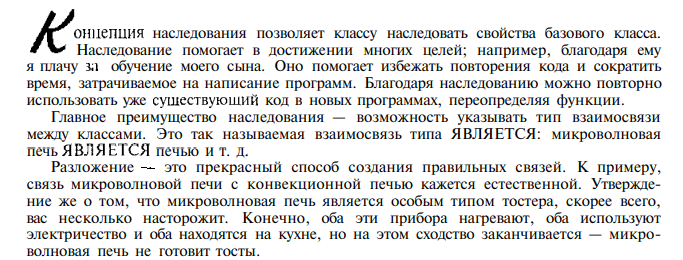 Концепция наследования позволяет классу наследовать свойства базового класса.
Наследование помогает в достижении многих целей; например, благодаря ему
я плачу за обучение моего сына. Оно помогает избежать повторения кода и сократить
время, затрачиваемое на написание программ. Благодаря наследованию можно повторно
использовать уже существующий код в новых программах, переопределяя функции.
Главное преимущество наследования — возможность указывать тип взаимосвязи
между классами. Это так называемая взаимосвязь типа ЯВЛЯЕТСЯ: микроволновая
печь ЯВЛЯЕТСЯ печью и т. д.
Разложение — это прекрасный способ создания правильных связей. К примеру,
связь микроволновой печи с конвекционной печью кажется естественной. Утвержде-
ние же о том, что микроволновая печь является особым типом тостера, скорее всего,
вас несколько насторожит. Конечно, оба эти прибора нагревают, оба используют
электричество и оба находятся на кухне, но на этом сходство заканчивается — микро-
волновая печь не готовит тосты.